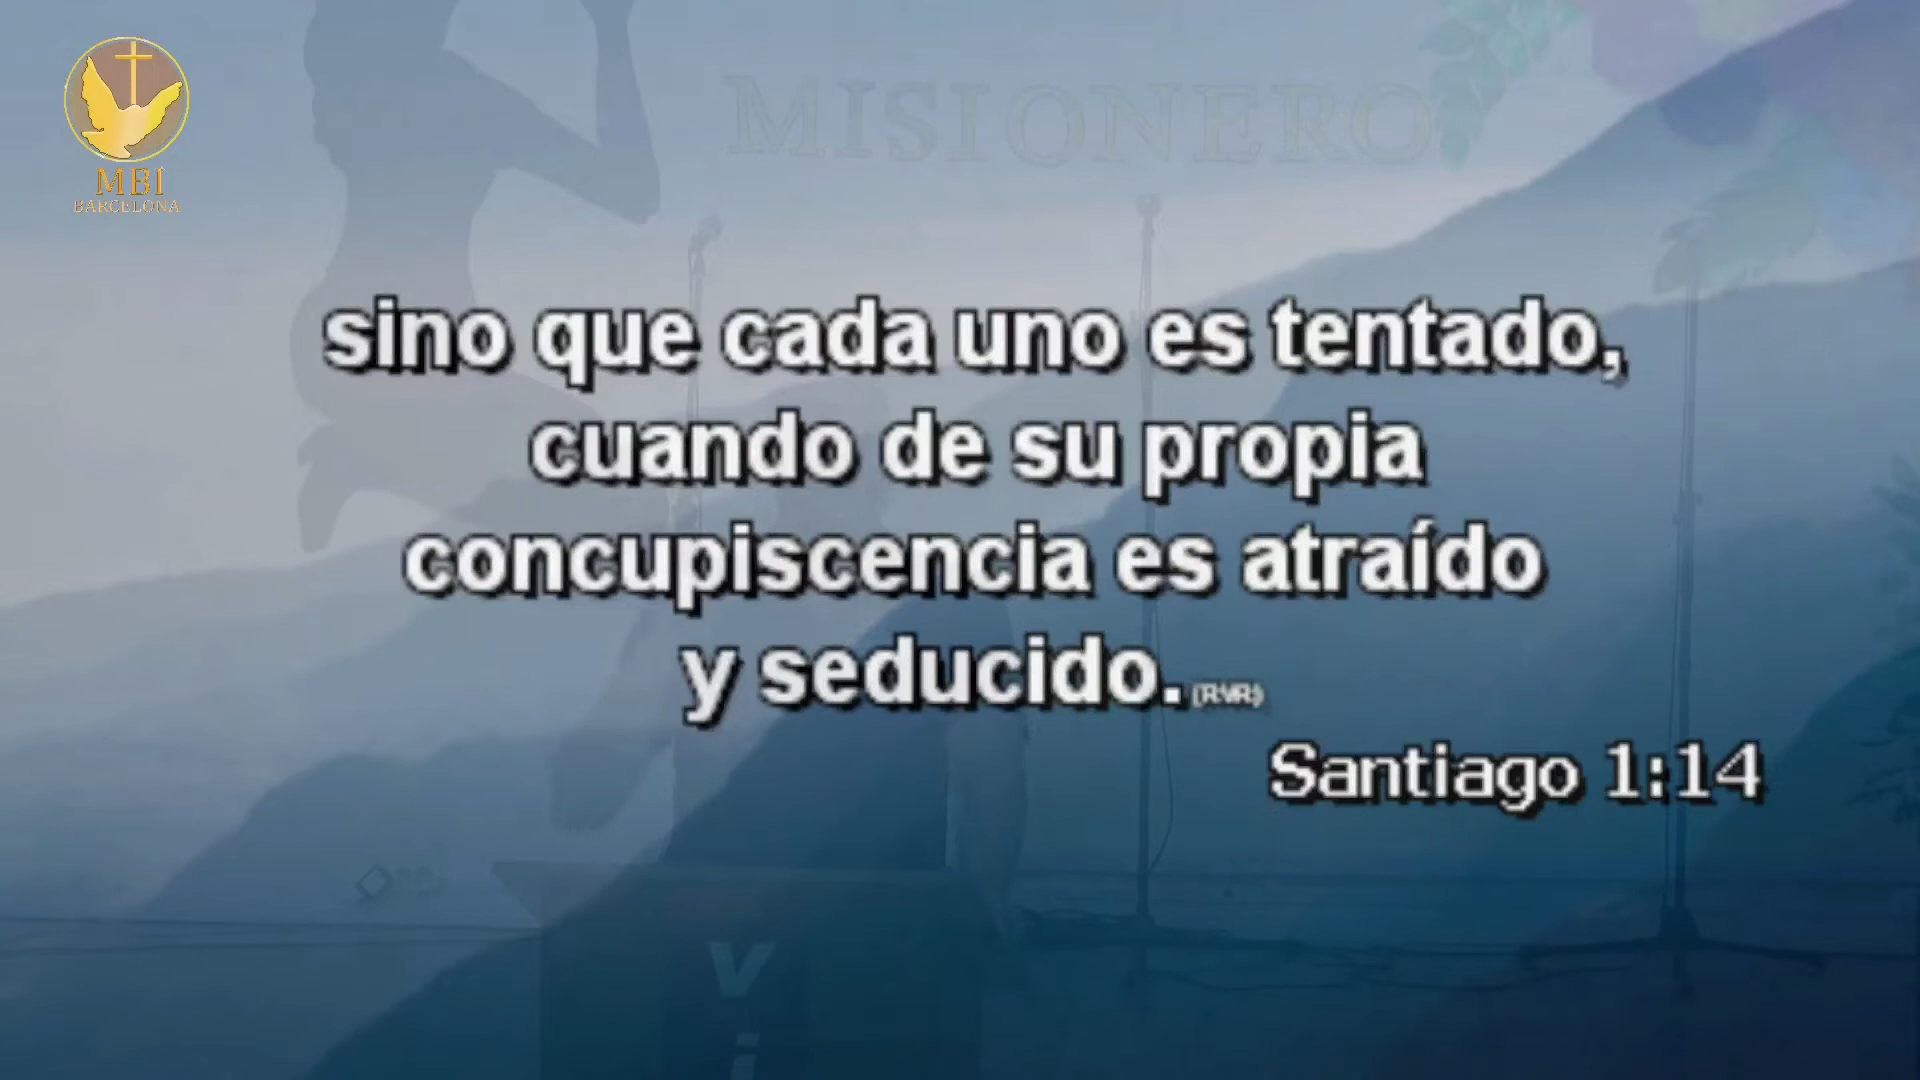 MBI
BARCELONA
MISIONERO
sino que cada uno es tentado,
cuando de su propia
concupiscencia es atraído
y seducido. (RVR)
Santiago 1:14
V
i